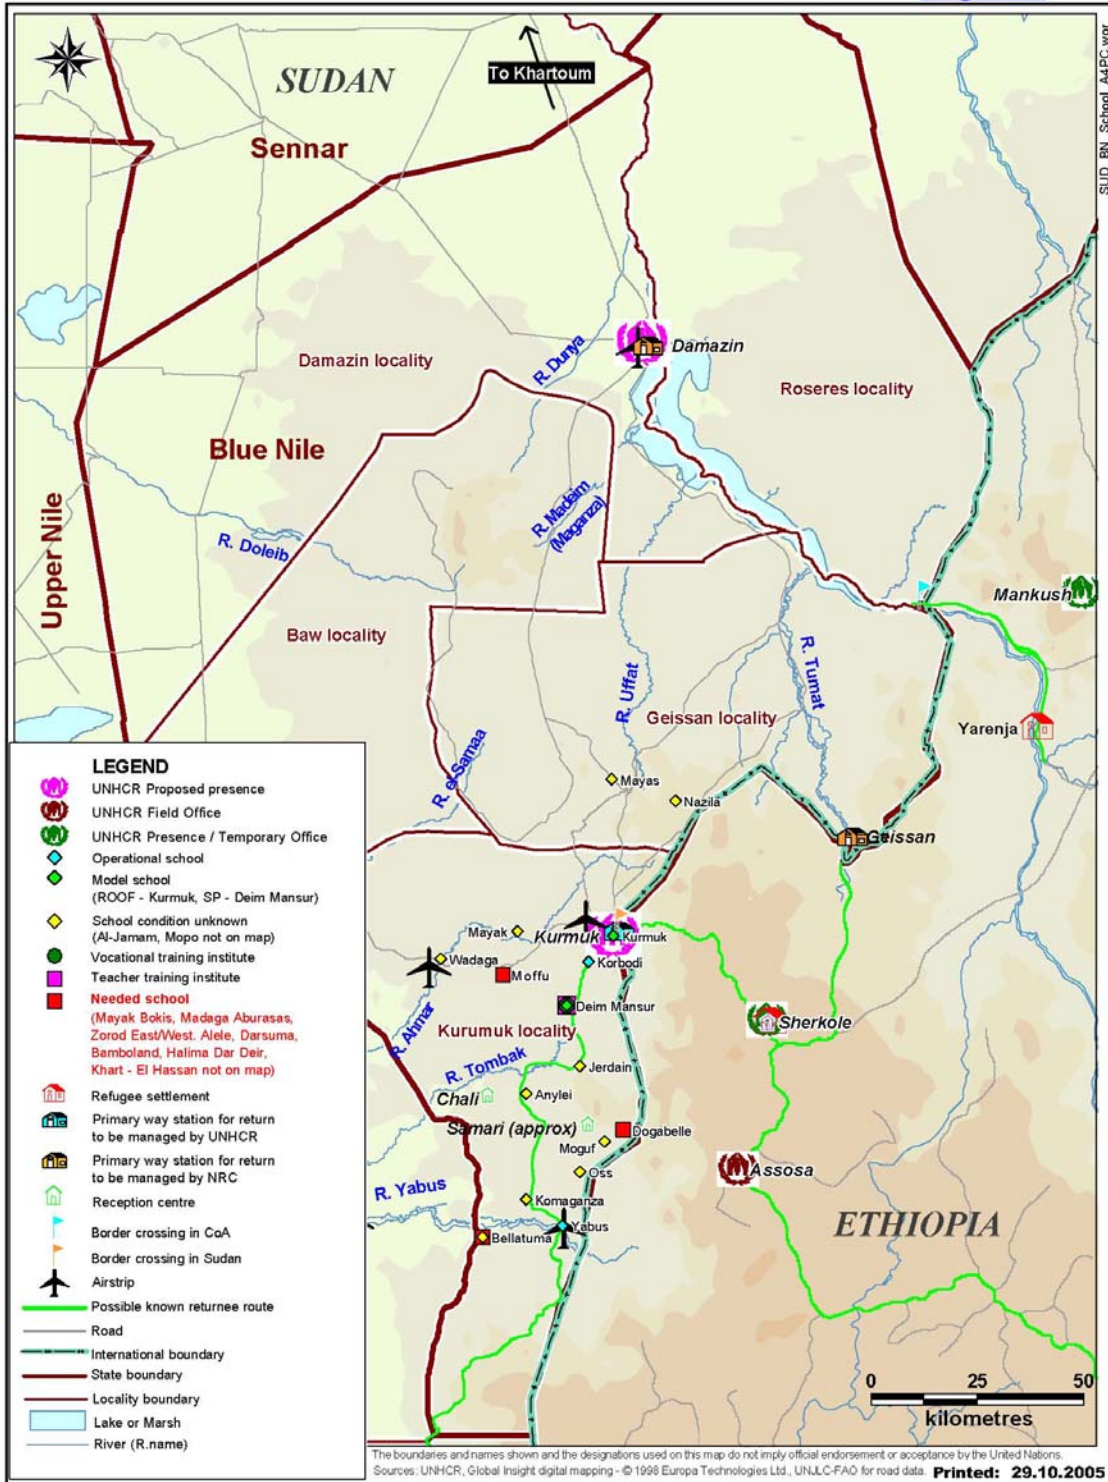 SUD_BN_School_A4PC.wor
SUDAN
To Khartoum
Sennar
Damazin
Damazin locality
R. Dunya
Roseres locality
Blue Nile
Upper Nile
R. Madeim
(Maganza)
R. Doleib
Mankush
Baw locality
R. Uffat
R. Tumat
Geissan locality
Yarenja
R. el-Samaa
Mayas
Nazila
Geissan
Mayak
Kurmuk
Kurmuk
Wadaga
Korbodi
Moffu
Deim Mansur
Sherkole
R. Ahmar
Kurumuk locality
R. Tombak
Jerdain
Chali
Anylei
Samari (approx)
Dogabelle
Moguf
Assosa
Oss
R. Yabus
Komaganza
Yabus
Bellatuma
ETHIOPIA
LEGEND
UNHCR Proposed presence
UNHCR Field Office
UNHCR Presence / Temporary Office
Operational school
Model school
(ROOF - Kurmuk, SP - Deim Mansur)
School condition unknown
(Al-Jamam, Mopo not on map)
Vocational training institute
Teacher training institute
Needed school
(Mayak Bokis, Madaga Aburasas,
Zorod East/West. Alele, Darsuma,
Bamboland, Halima Dar Deir,
Khart - El Hassan not on map)
Refugee settlement
Primary way station for return
to be managed by UNHCR
Primary way station for return
to be managed by NRC
Reception centre
Border crossing in CoA
Border crossing in Sudan
Airstrip
Possible known returnee route
Road
International boundary
State boundary
Locality boundary
Lake or Marsh
River (R.name)
0 25 50
kilometres
The boundaries and names shown and the designations used on this map do not imply official endorsement or acceptance by the United Nations.
Sources: UNHCR, Global Insight digital mapping - © 1998 Europa Technologies Ltd., UNJLC-FAO for road data. Printed: 29.10.2005